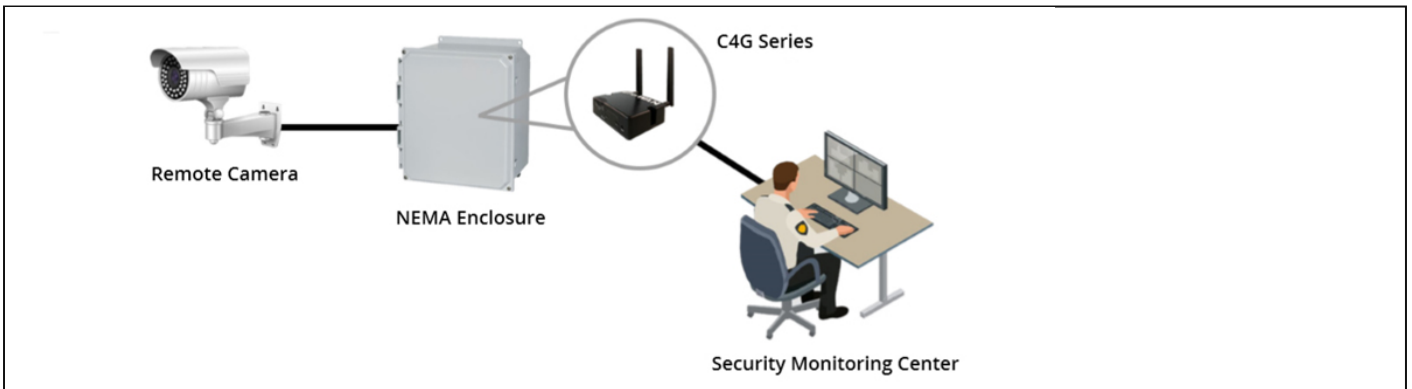 C4G Series
Remote Camera
NEMA Enclosure
Security Monitoring Center